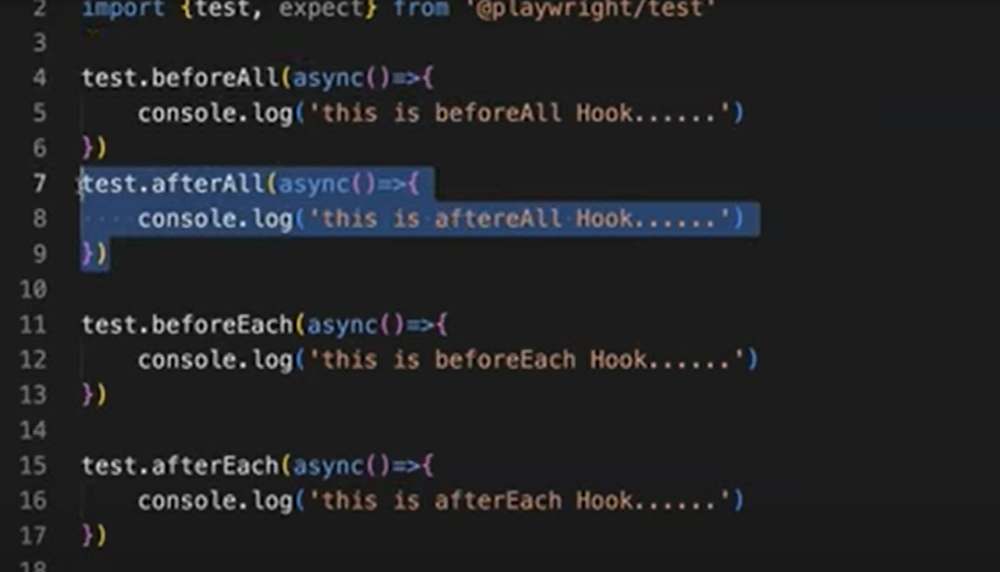 2 import {test, expect} from '@playwright/test'
3
4 test.beforeAll(async()=>{
5 console.log('this is beforeAll Hook......')
6 })
7 test.afterAll(async()=>{
8 console.log('this is aftereAll Hook......')
9 })
10
11 test.beforeEach(async()=>{
12 console.log('this is beforeEach Hook......')
13 })
14
15 test.afterEach(async()=>{
16 console.log('this is afterEach Hook......')
17 })
18